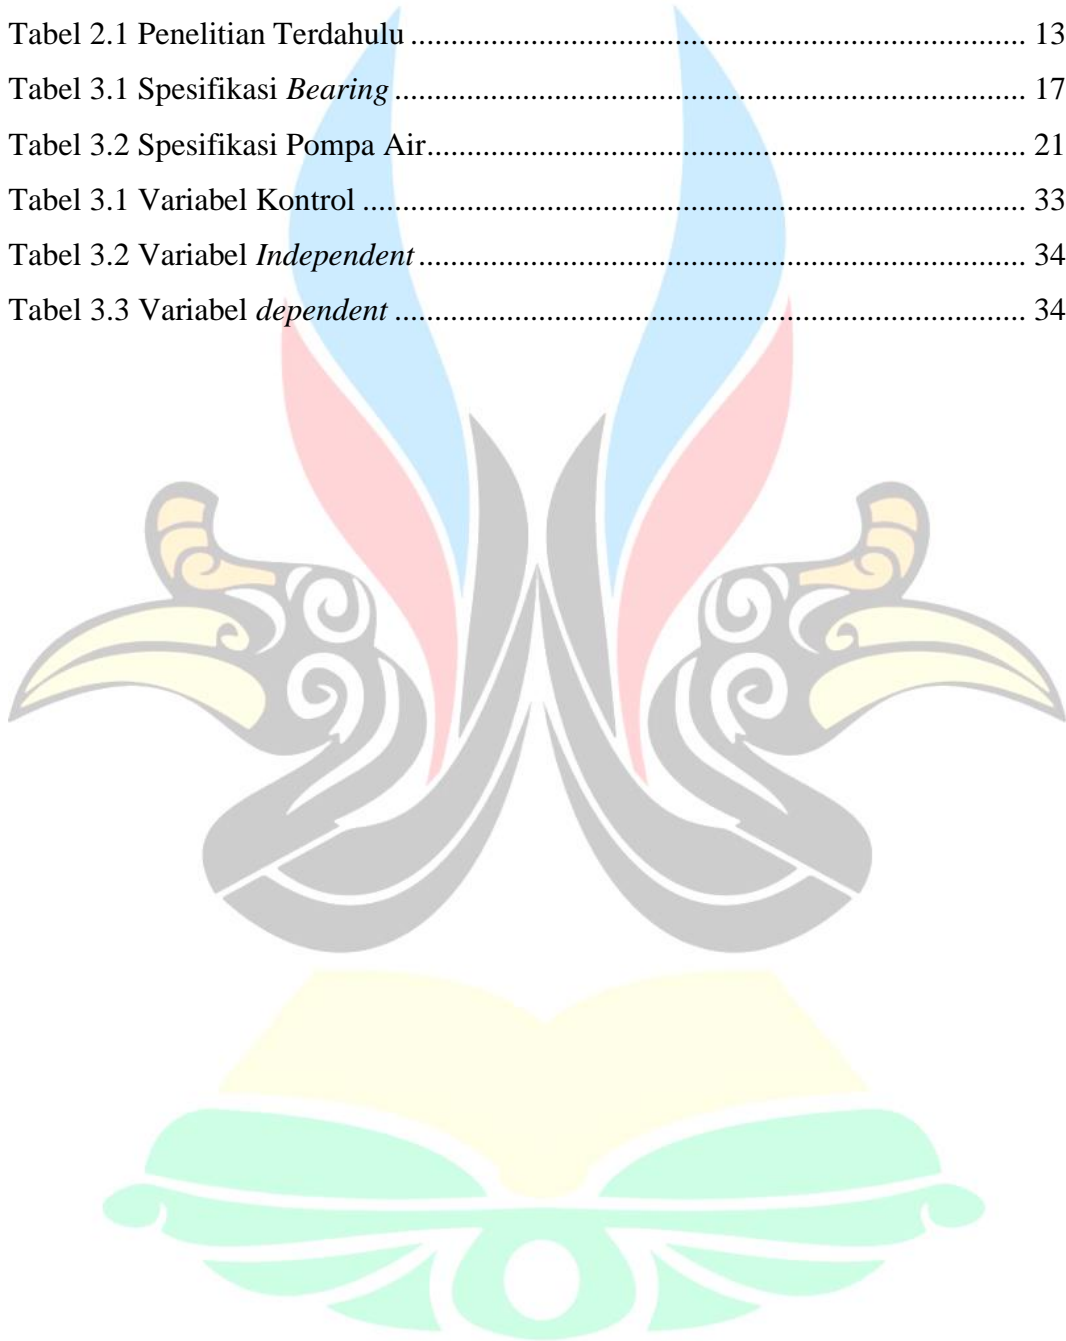 Tabel 2.1 Penelitian Terdahulu ............................................................................. 13
Tabel 3.1 Spesifikasi Bearing ............................................................................... 17
Tabel 3.2 Spesifikasi Pompa Air........................................................................... 21
Tabel 3.1 Variabel Kontrol ................................................................................... 33
Tabel 3.2 Variabel Independent ............................................................................ 34
Tabel 3.3 Variabel dependent ............................................................................... 34